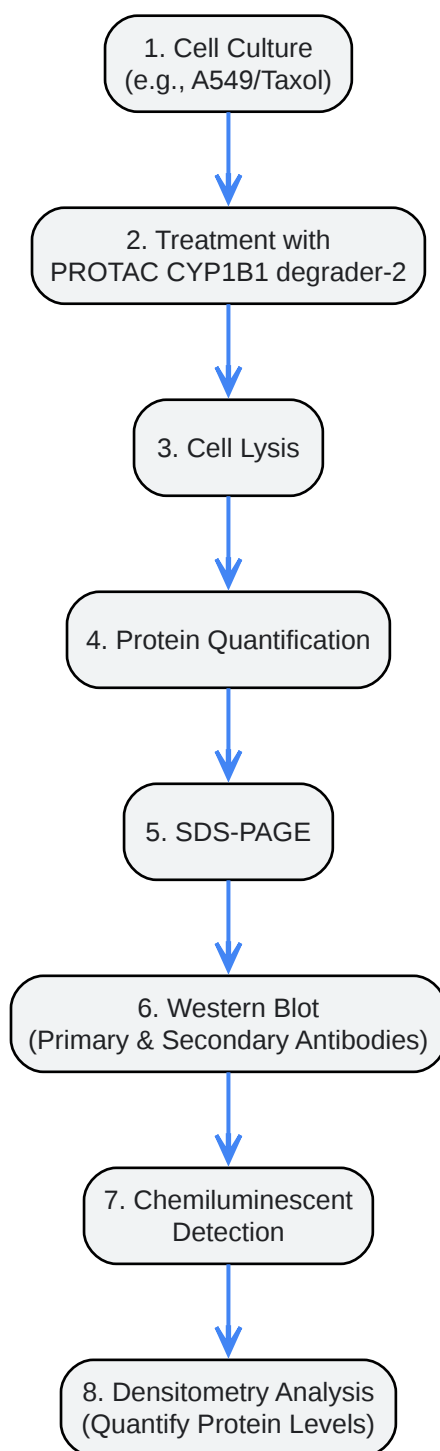 1. Cell Culture
(e.g., A549/Taxol)
2. Treatment with
PROTAC CYP1B1 degrader-2
3. Cell Lysis
4. Protein Quantification
5. SDS-PAGE
6. Western Blot
(Primary & Secondary Antibodies)
7. Chemiluminescent
Detection
8. Densitometry Analysis
(Quantify Protein Levels)